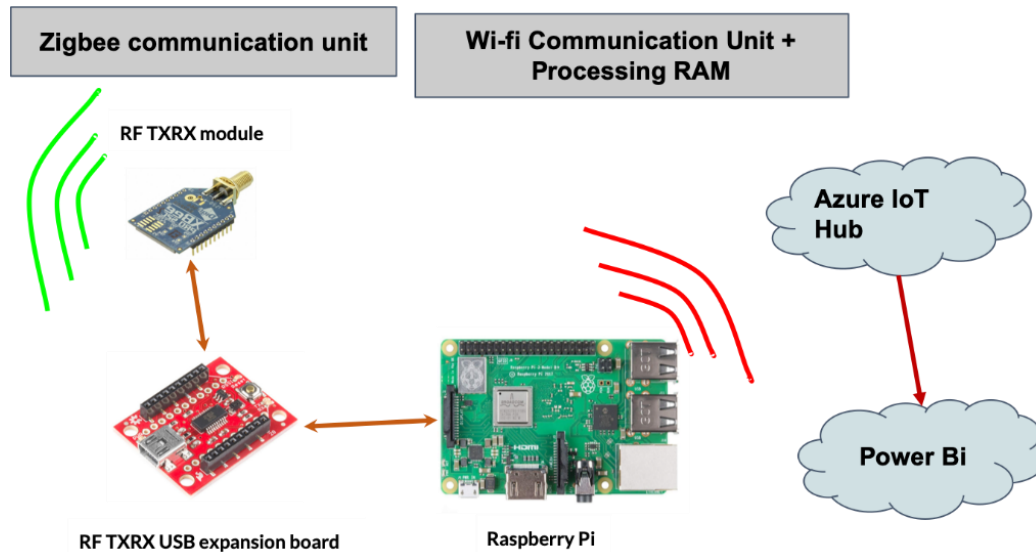 Zigbee communication unit
Wi-fi Communication Unit +
Processing RAM
RF TXRX module
Azure IoT
Hub
HDMI
Power Bi
RF TXRX USB expansion board
Raspberry Pi